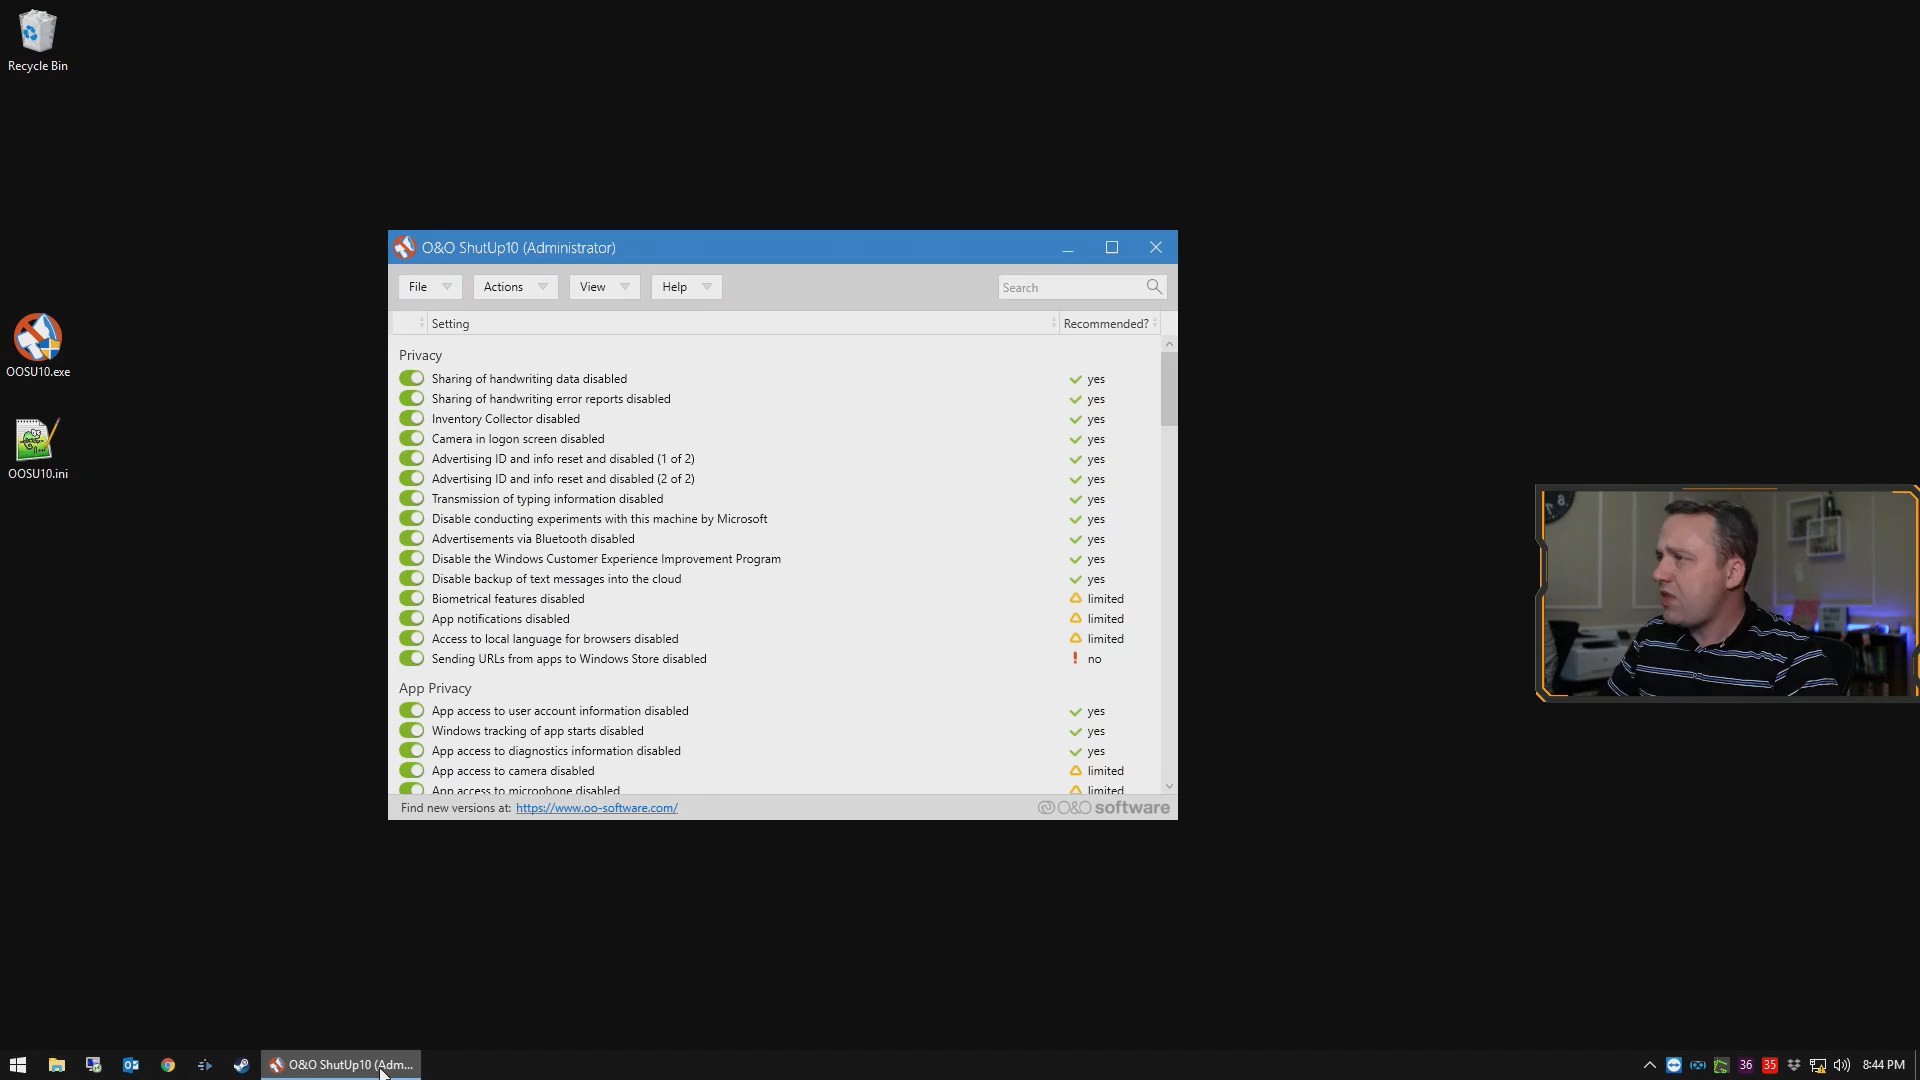 Recycle Bin
OOSU10.exe
OOSU10.ini
O&O ShutUp10 (Administrator)
File
Actions
View
Help
Search
Setting
Recommended?
Privacy
Sharing of handwriting data disabled yes
Sharing of handwriting error reports disabled yes
Inventory Collector disabled yes
Camera in logon screen disabled yes
Advertising ID and info reset and disabled (1 of 2) yes
Advertising ID and info reset and disabled (2 of 2) yes
Transmission of typing information disabled yes
Disable conducting experiments with this machine by Microsoft yes
Advertisements via Bluetooth disabled yes
Disable the Windows Customer Experience Improvement Program yes
Disable backup of text messages into the cloud yes
Biometrical features disabled limited
App notifications disabled limited
Access to local language for browsers disabled limited
Sending URLs from apps to Windows Store disabled ! no
App Privacy
App access to user account information disabled yes
Windows tracking of app starts disabled yes
App access to diagnostics information disabled yes
App access to camera disabled limited
App access to microphone disabled limited
Find new versions at: https://www.oo-software.com/
O&O software
O&O ShutUp10 (Adm...
36
35
8:44 PM